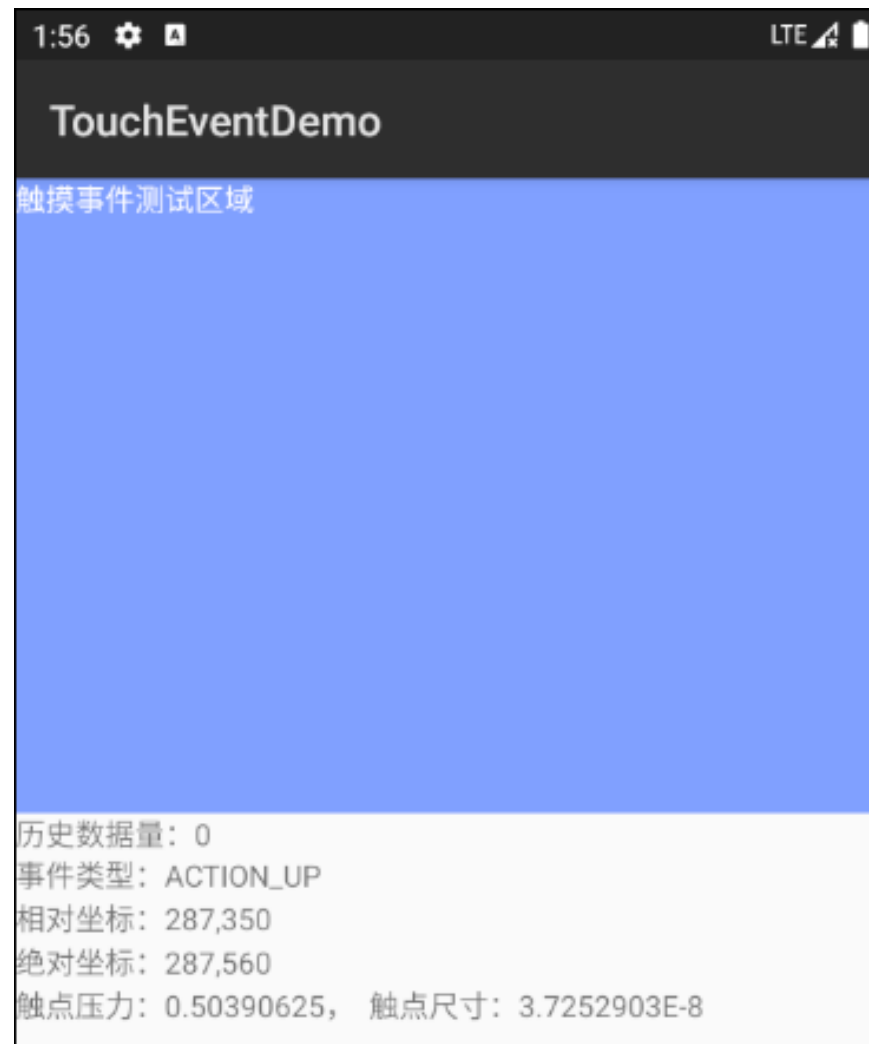 1:56 A LTE
TouchEventDemo
触摸事件测试区域
历史数据量：0
事件类型：ACTION_UP
相对坐标：287,350
绝对坐标：287,560
触点压力：0.50390625， 触点尺寸：3.7252903E-8